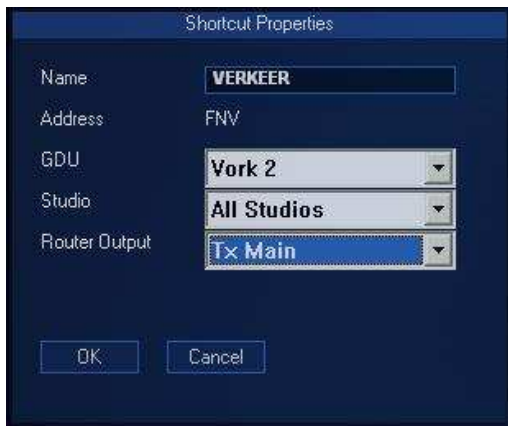 Shortcut Properties
Name VERKEER
Address FNV
GDU Vork 2
Studio All Studios
Router Output Tx Main
OK Cancel